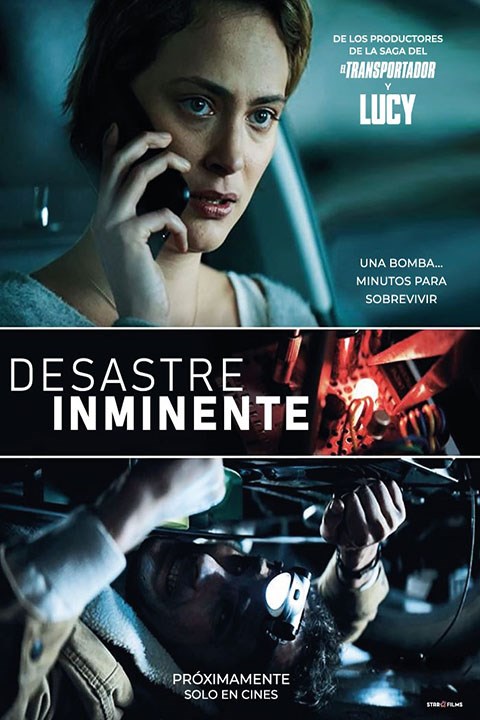 DE LOS PRODUCTORES
DE LA SAGA DEL
EL TRANSPORTADOR
Y
LUCY
UNA BOMBA...
MINUTOS PARA
SOBREVIVIR
DESASTRE
INMINENTE
PRÓXIMAMENTE
SOLO EN CINES
STAR FILMS